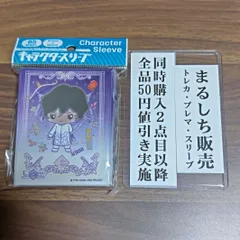 Character
Sleeve
キャラクタースリーブ
まるしち販売
トレカ・プレマ・スリーブ
同時購入2点目以降
全品50円値引き実施